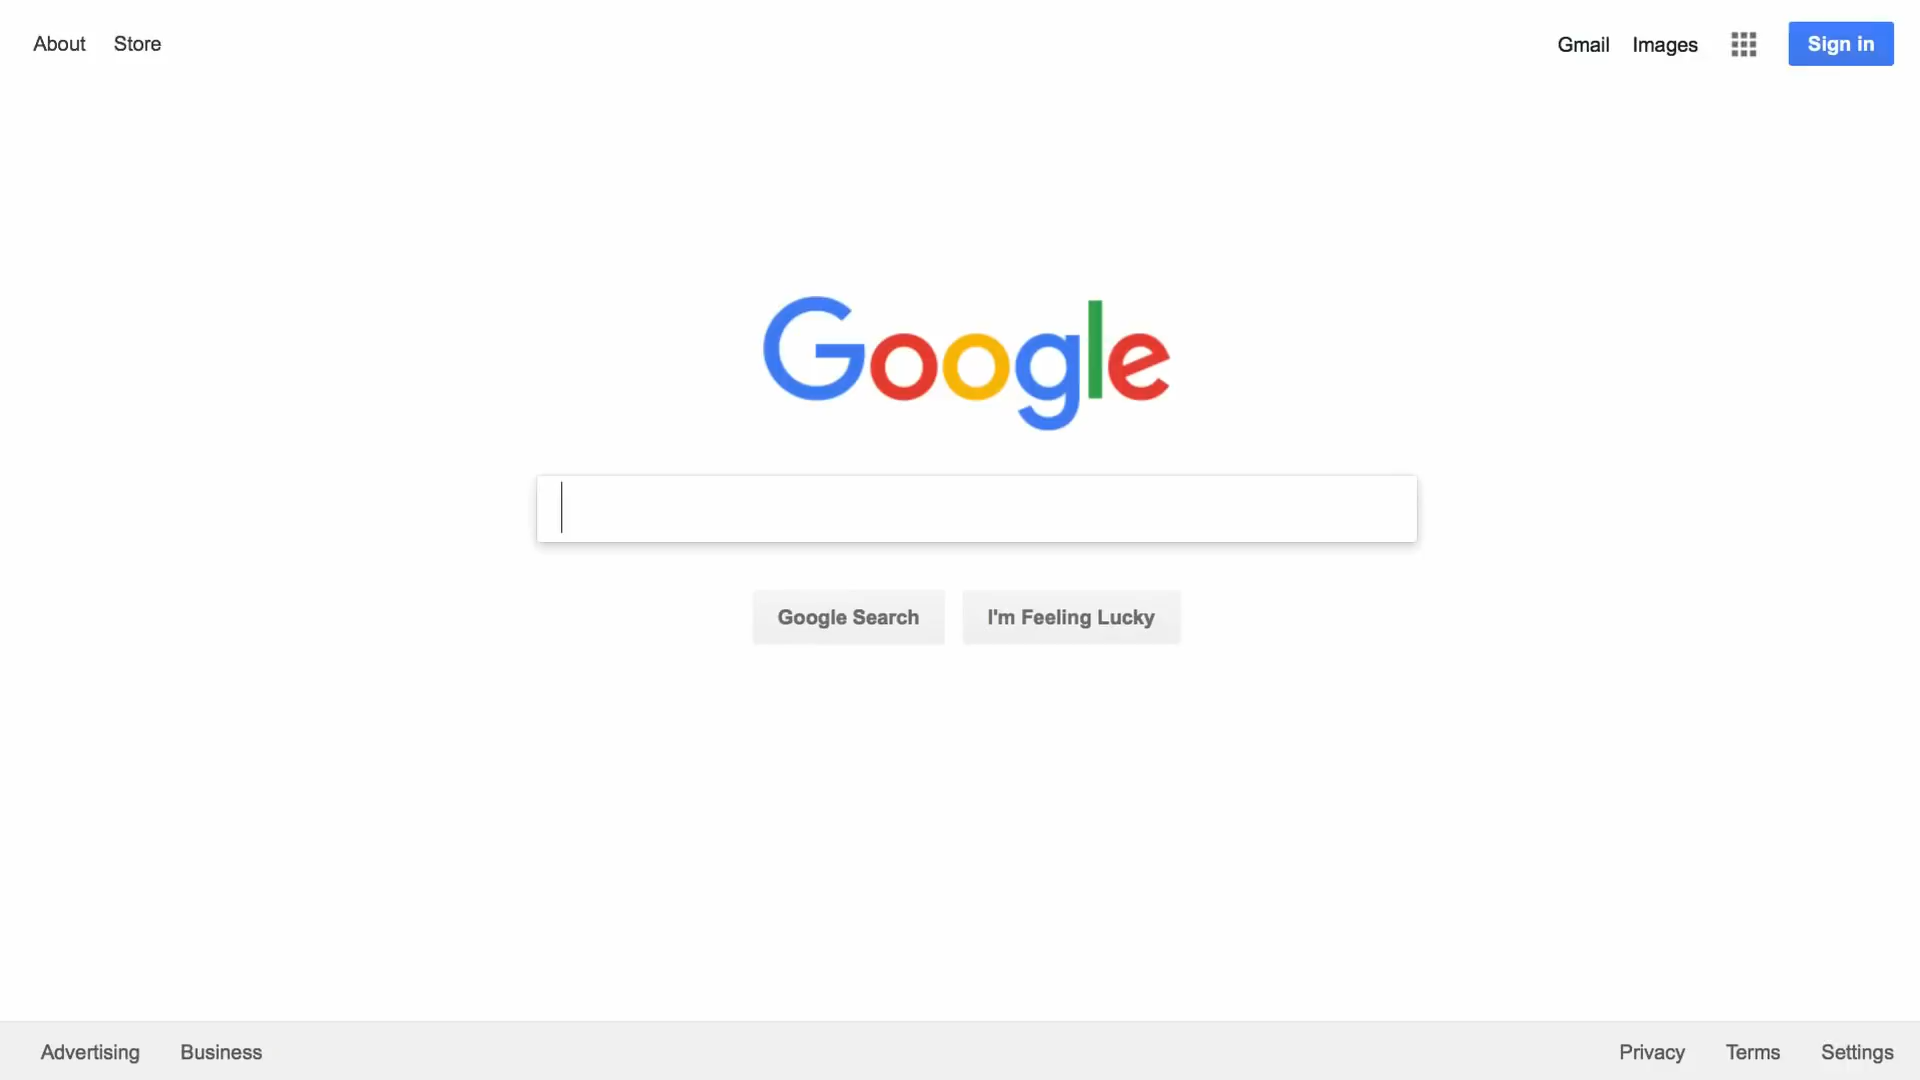 About Store Gmail Images Sign in
Google
Google Search I'm Feeling Lucky
Advertising Business Privacy Terms Settings